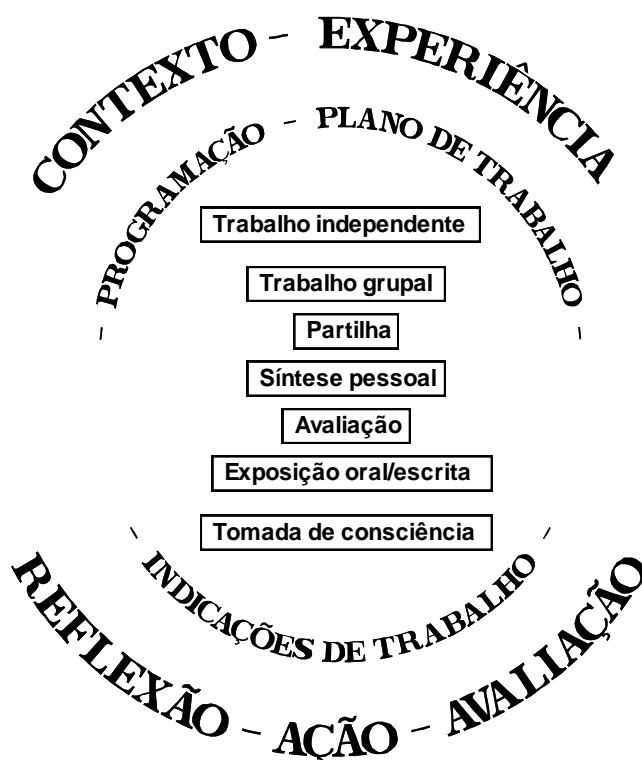 CONTEXTO – EXPERIÊNCIA
PROGRAMAÇÃO – PLANO DE TRABALHO
Trabalho independente
Trabalho grupal
Partilha
Síntese pessoal
Avaliação
Exposição oral/escrita
Tomada de consciência
– INDICAÇÕES DE TRABALHO –
REFLEXÃO – AÇÃO – AVALIAÇÃO